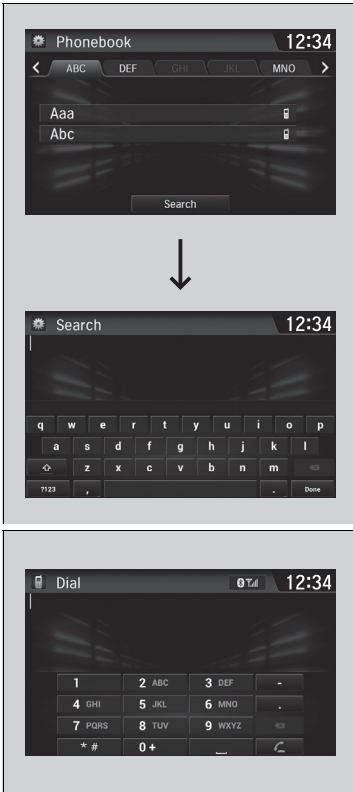 Phonebook 12:34
ABC DEF GHI JKL MNO
Aaa
Abc
Search
Search 12:34
q w e r t y u i o p
a s d f g h j k l
z x c v b n m
?123 , . Done
Dial 12:34
1 2 ABC 3 DEF -
4 GHI 5 JKL 6 MNO .
7 PQRS 8 TUV 9 WXYZ
* # 0 + _